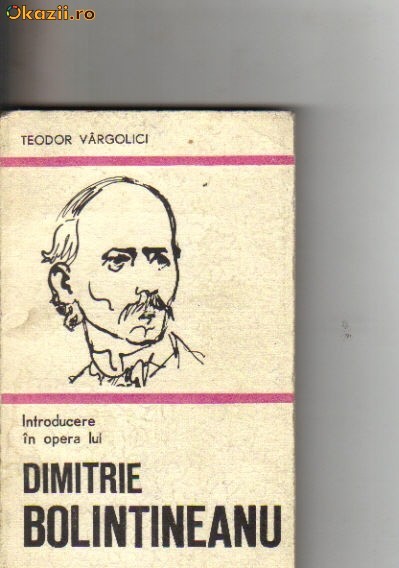 Okazii.ro
TEODOR VÂRGOLICI
Introducere
în opera lui
DIMITRIE
BOLINTINEANU